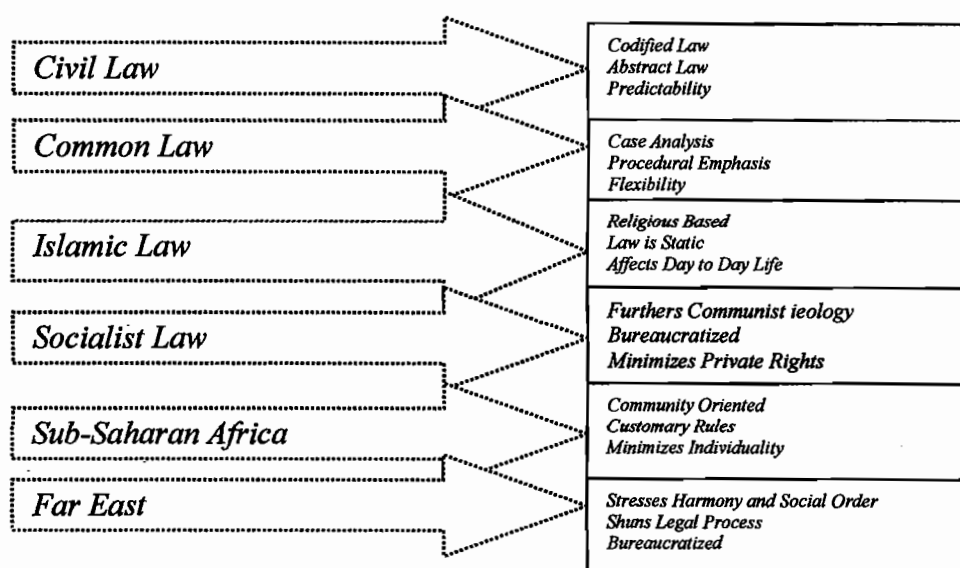 Civil Law
Codified Law
Abstract Law
Predictability
Common Law
Case Analysis
Procedural Emphasis
Flexibility
Islamic Law
Religious Based
Law is Static
Affects Day to Day Life
Socialist Law
Furthers Communist ieology
Bureaucratized
Minimizes Private Rights
Sub-Saharan Africa
Community Oriented
Customary Rules
Minimizes Individuality
Far East
Stresses Harmony and Social Order
Shuns Legal Process
Bureaucratized